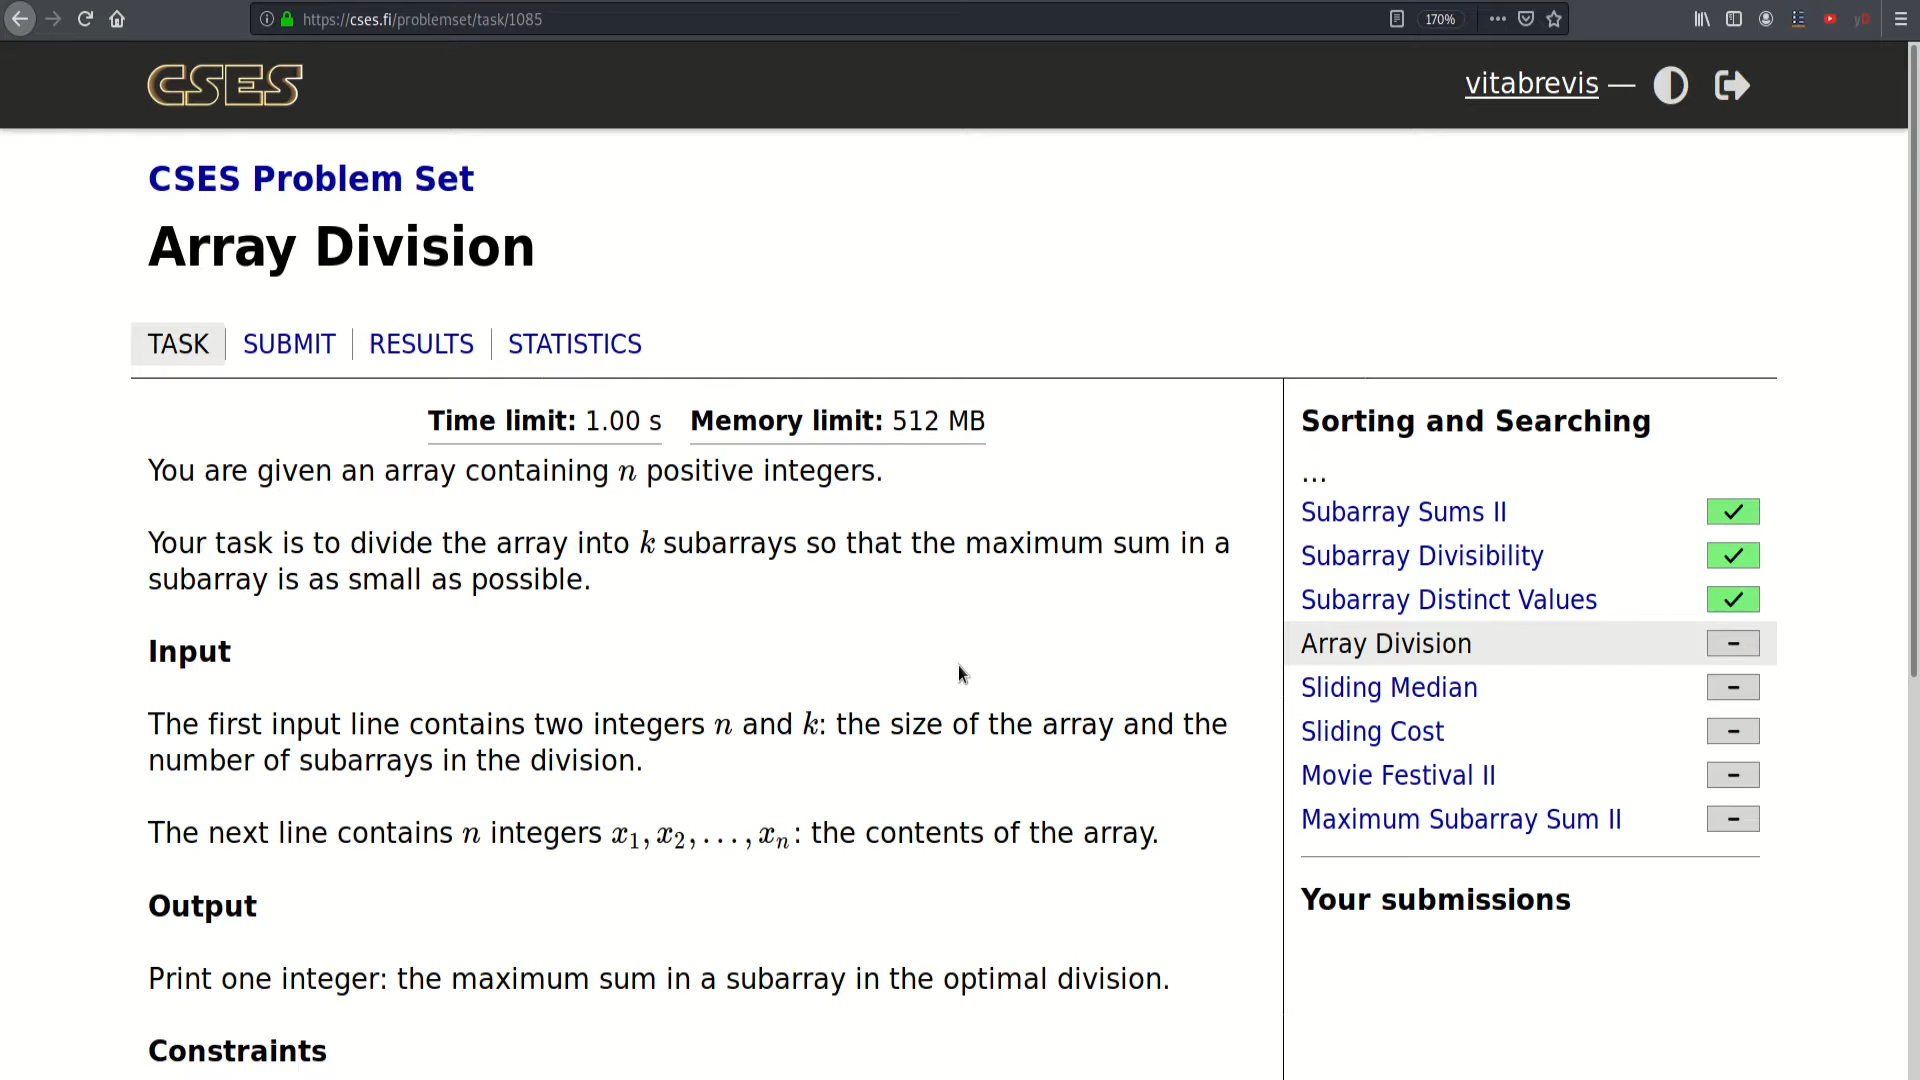 https://cses.fi/problemset/task/1085
170%
CSES
vitabrevis —
CSES Problem Set
Array Division
TASK
SUBMIT
RESULTS
STATISTICS
Time limit: 1.00 s Memory limit: 512 MB
You are given an array containing n positive integers.
Your task is to divide the array into k subarrays so that the maximum sum in a
subarray is as small as possible.
Input
The first input line contains two integers n and k: the size of the array and the
number of subarrays in the division.
The next line contains n integers x₁, x₂, . . . , xₙ: the contents of the array.
Output
Print one integer: the maximum sum in a subarray in the optimal division.
Constraints
Sorting and Searching
...
Subarray Sums II
Subarray Divisibility
Subarray Distinct Values
Array Division –
Sliding Median –
Sliding Cost –
Movie Festival II –
Maximum Subarray Sum II –
Your submissions